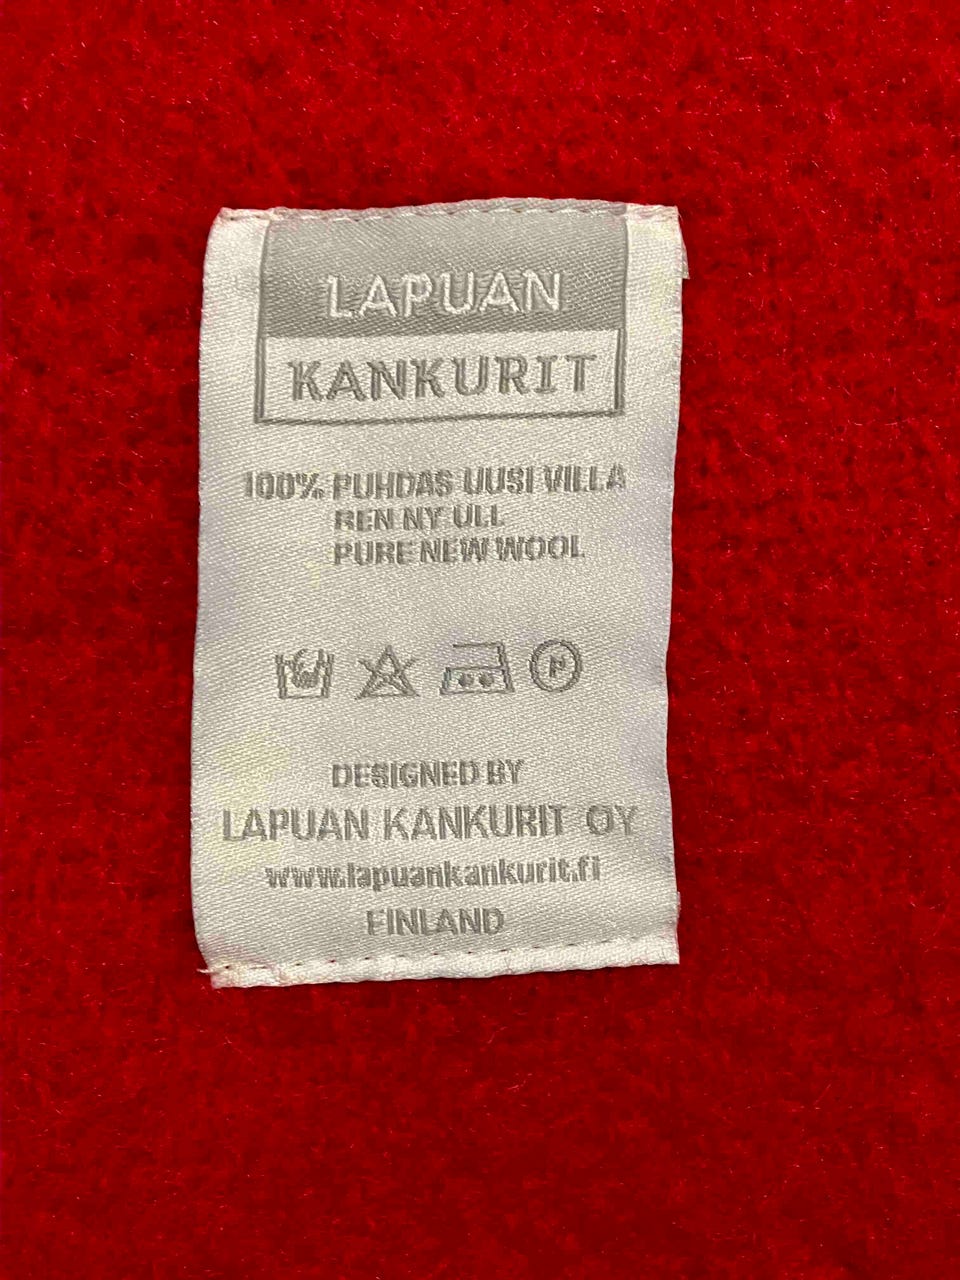 LAPUAN
KANKURIT
100% PUHDAS UUSI VILLA
REN NY ULL
PURE NEW WOOL
P
DESIGNED BY
LAPUAN KANKURIT OY
www.lapuankankurit.fi
FINLAND